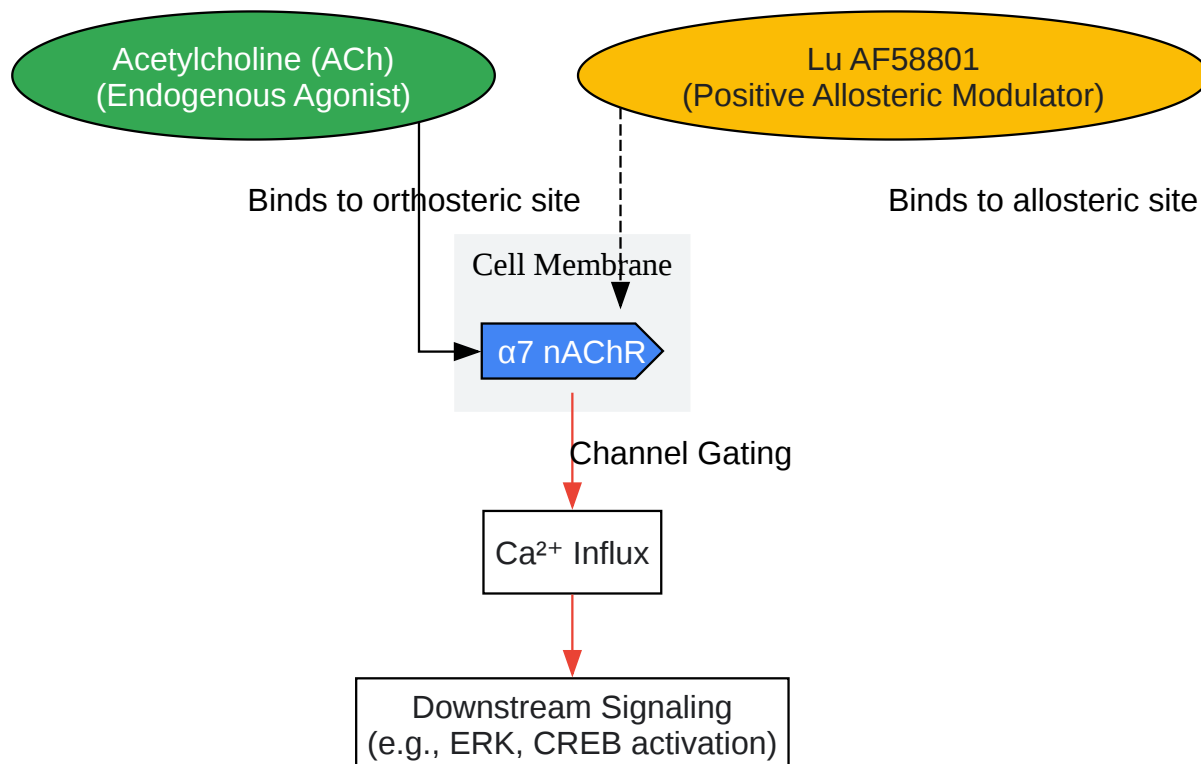 Acetylcholine (ACh)
(Endogenous Agonist)
Lu AF58801
(Positive Allosteric Modulator)
Binds to orthosteric site
Binds to allosteric site
Cell Membrane
α7 nAChR
Channel Gating
Ca²⁺ Influx
Downstream Signaling
(e.g., ERK, CREB activation)